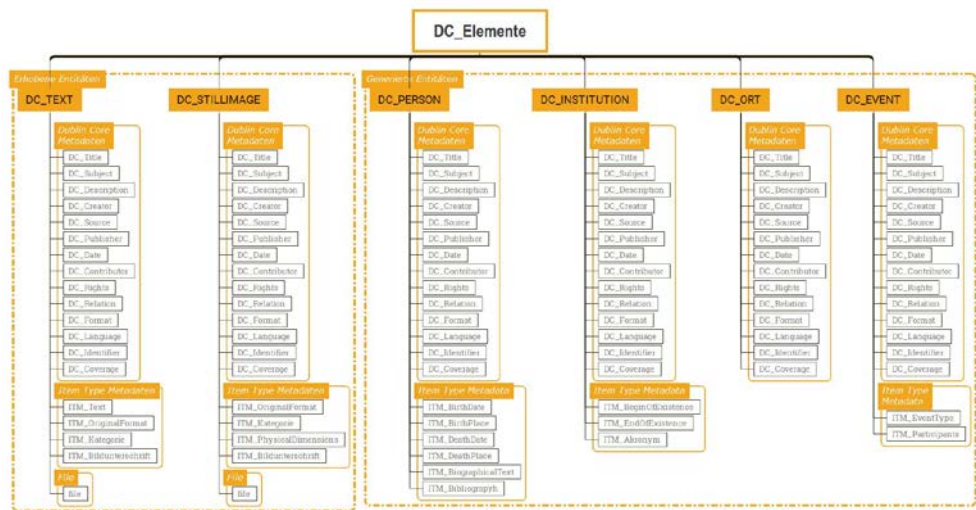 DC_Elemente
Erhobene Entitäten
DC_TEXT
Dublin Core
Metadaten
DC_Title
DC_Subject
DC_Description
DC_Creator
DC_Source
DC_Publisher
DC_Date
DC_Contributor
DC_Rights
DC_Relation
DC_Format
DC_Language
DC_Identifier
DC_Coverage
Item Type Metadaten
ITM_Text
ITM_OriginalFormat
ITM_Kategorie
ITM_Bildunterschrift
File
file
DC_STILLIMAGE
Dublin Core
Metadaten
DC_Title
DC_Subject
DC_Description
DC_Creator
DC_Source
DC_Publisher
DC_Date
DC_Contributor
DC_Rights
DC_Relation
DC_Format
DC_Language
DC_Identifier
DC_Coverage
Item Type Metadaten
ITM_OriginalFormat
ITM_Kategorie
ITM_PhysicalDimensions
ITM_Bildunterschrift
File
file
Generierte Entitäten
DC_PERSON
Dublin Core
Metadaten
DC_Title
DC_Subject
DC_Description
DC_Creator
DC_Source
DC_Publisher
DC_Date
DC_Contributor
DC_Rights
DC_Relation
DC_Format
DC_Language
DC_Identifier
DC_Coverage
Item Type Metadata
ITM_BirthDate
ITM_BirthPlace
ITM_DeathDate
ITM_DeathPlace
ITM_BiographicalText
ITM_Bibliograpyh
DC_INSTITUTION
Dublin Core
Metadaten
DC_Title
DC_Subject
DC_Description
DC_Creator
DC_Source
DC_Publisher
DC_Date
DC_Contributor
DC_Rights
DC_Relation
DC_Format
DC_Language
DC_Identifier
DC_Coverage
Item Type Metadata
ITM_BeginOfExistence
ITM_EndOfExistence
ITM_Akronym
DC_ORT
Dublin Core
Metadaten
DC_Title
DC_Subject
DC_Description
DC_Creator
DC_Source
DC_Publisher
DC_Date
DC_Contributor
DC_Rights
DC_Relation
DC_Format
DC_Language
DC_Identifier
DC_Coverage
DC_EVENT
Dublin Core
Metadaten
DC_Title
DC_Subject
DC_Description
DC_Creator
DC_Source
DC_Publisher
DC_Date
DC_Contributor
DC_Rights
DC_Relation
DC_Format
DC_Language
DC_Identifier
DC_Coverage
Item Type
Metadata
ITM_EventType
ITM_Participants